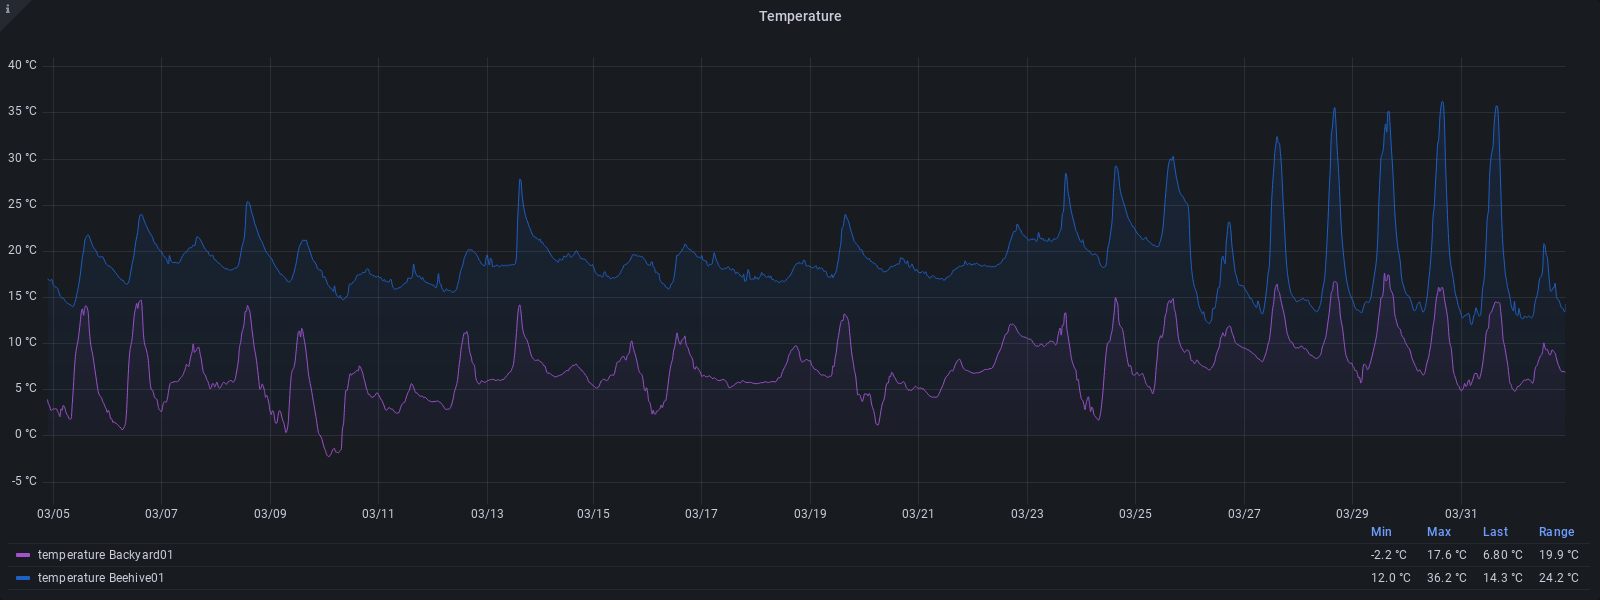 i
Temperature
40 °C
35 °C
30 °C
25 °C
20 °C
15 °C
10 °C
5 °C
0 °C
-5 °C
03/05 03/07 03/09 03/11 03/13 03/15 03/17 03/19 03/21 03/23 03/25 03/27 03/29 03/31
Min Max Last Range
temperature Backyard01 -2.2 °C 17.6 °C 6.80 °C 19.9 °C
temperature Beehive01 12.0 °C 36.2 °C 14.3 °C 24.2 °C